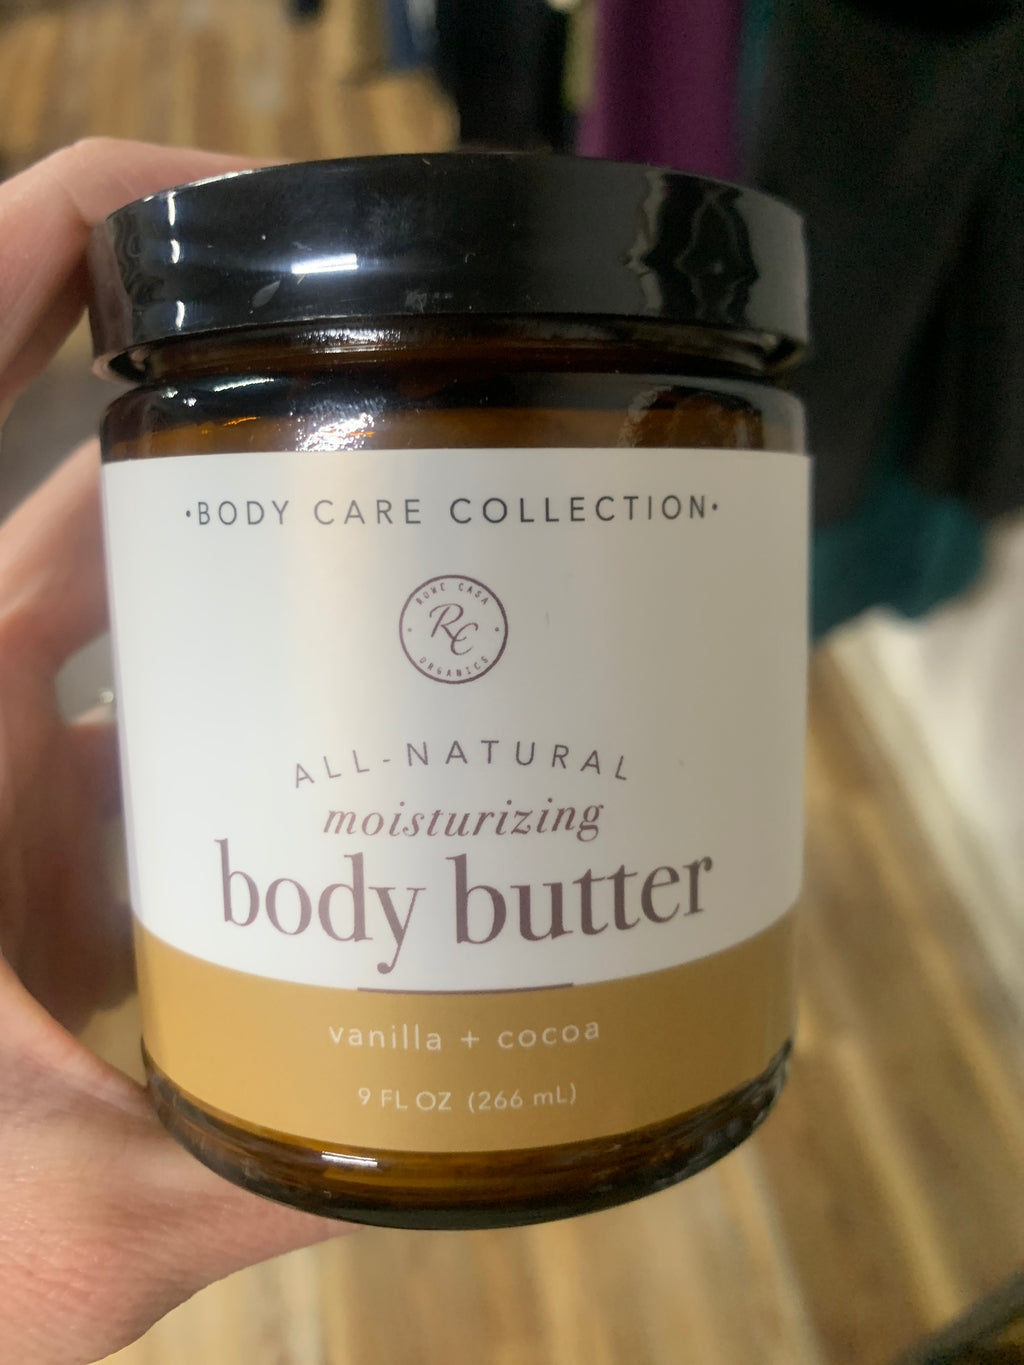 ·BODY CARE COLLECTION·
ROWE CASA
RC
ORGANICS
ALL-NATURAL
moisturizing
body butter
vanilla + cocoa
9 FL OZ (266 mL)